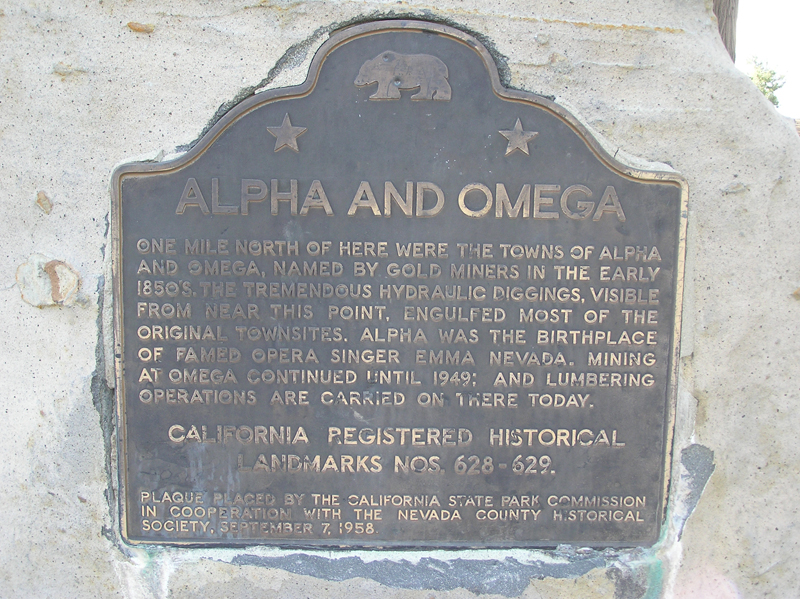 ALPHA AND OMEGA
ONE MILE NORTH OF HERE WERE THE TOWNS OF ALPHA
AND OMEGA, NAMED BY GOLD MINERS IN THE EARLY
1850'S. THE TREMENDOUS HYDRAULIC DIGGINGS, VISIBLE
FROM NEAR THIS POINT, ENGULFED MOST OF THE
ORIGINAL TOWNSITES. ALPHA WAS THE BIRTHPLACE
OF FAMED OPERA SINGER EMMA NEVADA. MINING
AT OMEGA CONTINUED UNTIL 1949; AND LUMBERING
OPERATIONS ARE CARRIED ON THERE TODAY.
CALIFORNIA REGISTERED HISTORICAL
LANDMARKS NOS. 628-629.
PLAQUE PLACED BY THE CALIFORNIA STATE PARK COMMISSION
IN COOPERATION WITH THE NEVADA COUNTY HISTORICAL
SOCIETY, SEPTEMBER 7, 1958.